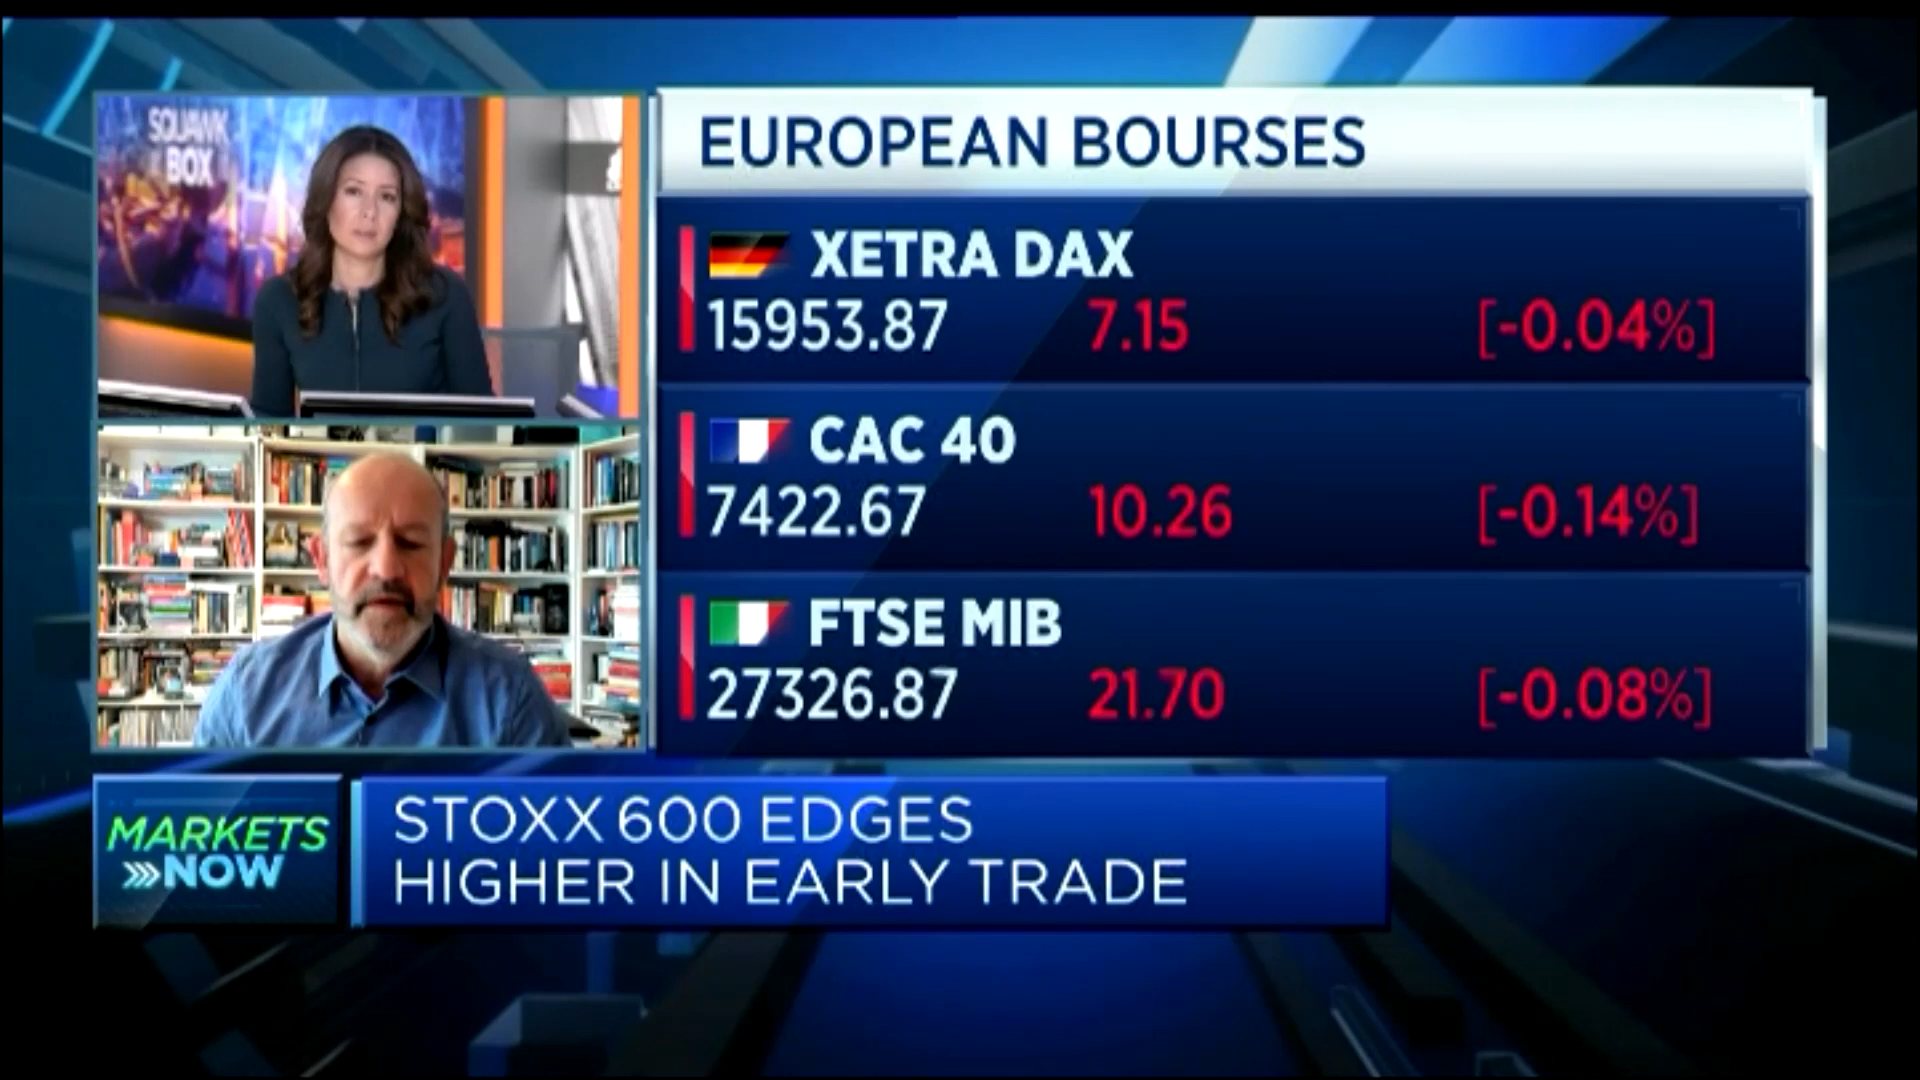 SQUAWK
BOX
EUROPEAN BOURSES
XETRA DAX
15953.87 7.15 [-0.04%]
CAC 40
7422.67 10.26 [-0.14%]
FTSE MIB
27326.87 21.70 [-0.08%]
MARKETS
NOW
STOXX 600 EDGES
HIGHER IN EARLY TRADE